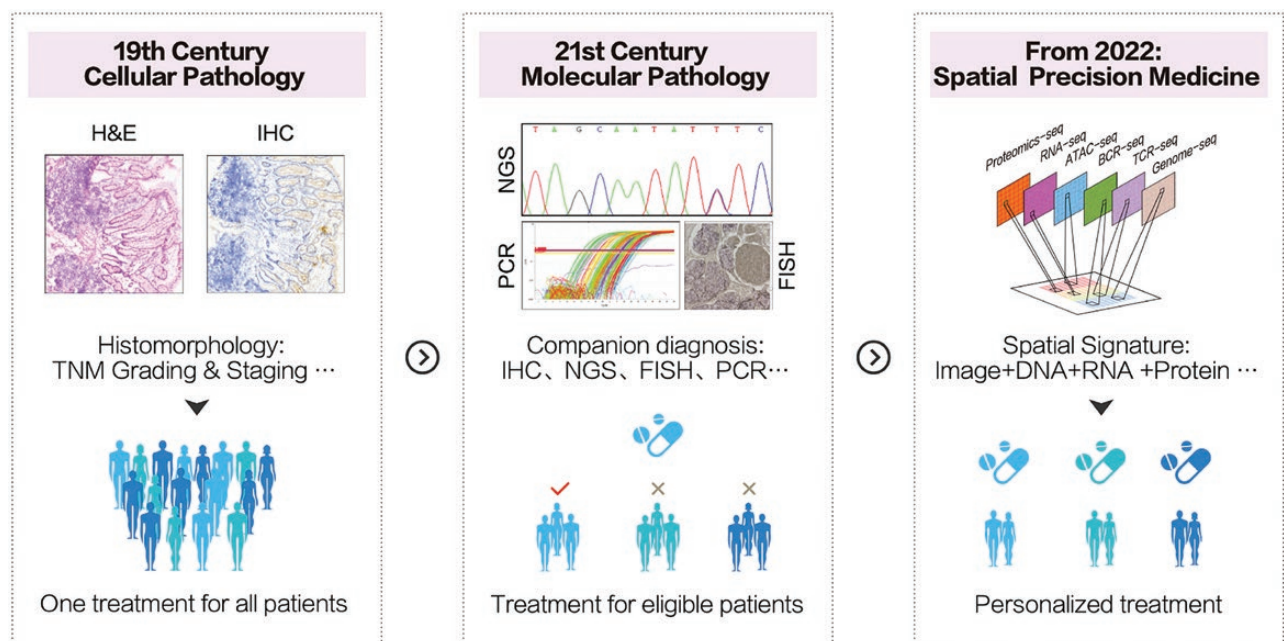 19th Century
Cellular Pathology
H&E
IHC
Histomorphology:
TNM Grading & Staging ···
One treatment for all patients
21st Century
Molecular Pathology
NGS
T A G C A A T A T T T C
PCR
FISH
Companion diagnosis:
IHC、NGS、FISH、PCR···
Treatment for eligible patients
From 2022:
Spatial Precision Medicine
Proteomics-seq
RNA-seq
ATAC-seq
BCR-seq
TCR-seq
Genome-seq
Spatial Signature:
Image+DNA+RNA +Protein ···
Personalized treatment